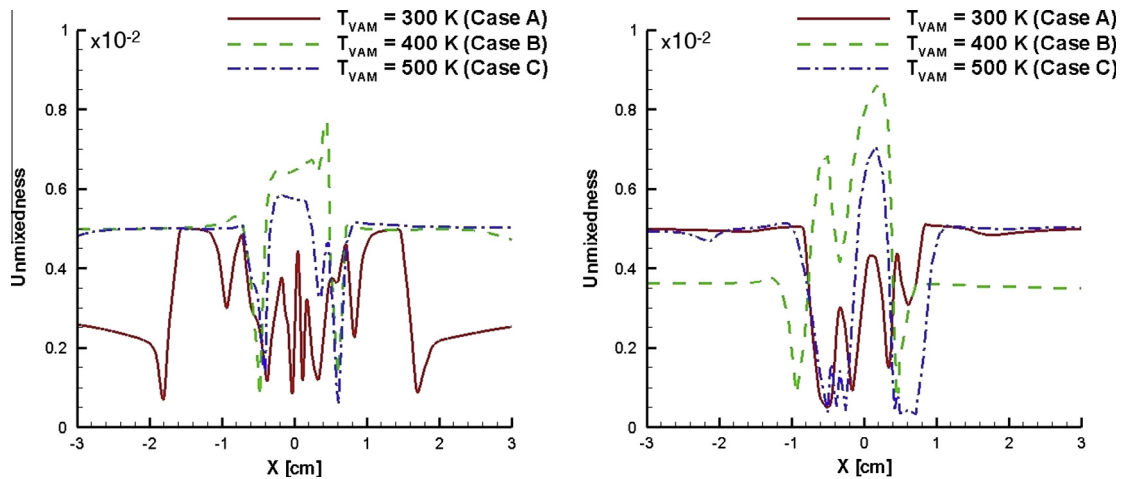 T_VAM = 300 K (Case A)
T_VAM = 400 K (Case B)
T_VAM = 500 K (Case C)
x10^-2
1
0.8
0.6
0.4
0.2
0
Unmixedness
-3
-2
-1
0
1
2
3
X [cm]
T_VAM = 300 K (Case A)
T_VAM = 400 K (Case B)
T_VAM = 500 K (Case C)
x10^-2
1
0.8
0.6
0.4
0.2
0
Unmixedness
-3
-2
-1
0
1
2
3
X [cm]